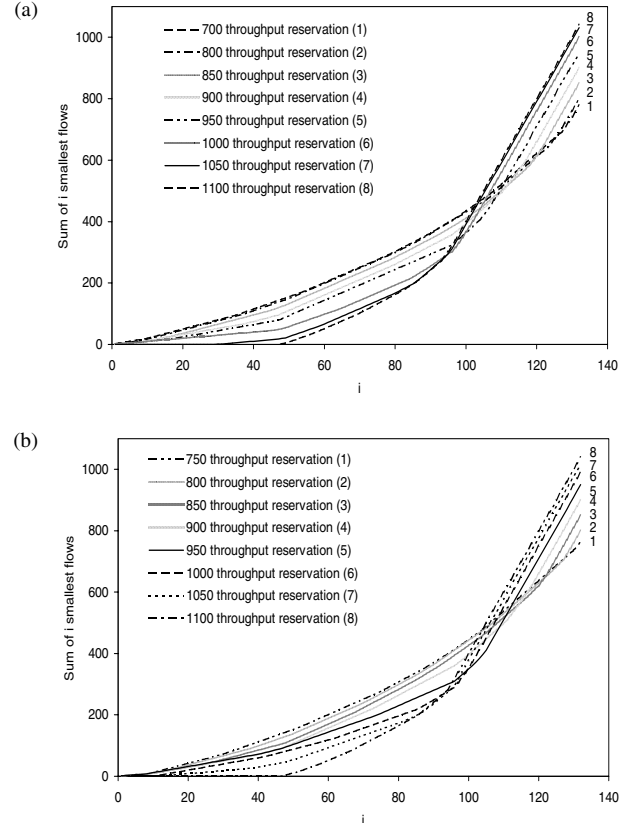 (a)
1000
800
600
400
200
0
Sum of i smallest flows
700 throughput reservation (1)
800 throughput reservation (2)
850 throughput reservation (3)
900 throughput reservation (4)
950 throughput reservation (5)
1000 throughput reservation (6)
1050 throughput reservation (7)
1100 throughput reservation (8)
8
7
6
5
4
3
2
1
0 20 40 60 80 100 120 140
i
(b)
1000
800
600
400
200
0
Sum of i smallest flows
750 throughput reservation (1)
800 throughput reservation (2)
850 throughput reservation (3)
900 throughput reservation (4)
950 throughput reservation (5)
1000 throughput reservation (6)
1050 throughput reservation (7)
1100 throughput reservation (8)
8
7
6
5
4
3
2
1
0 20 40 60 80 100 120 140
i